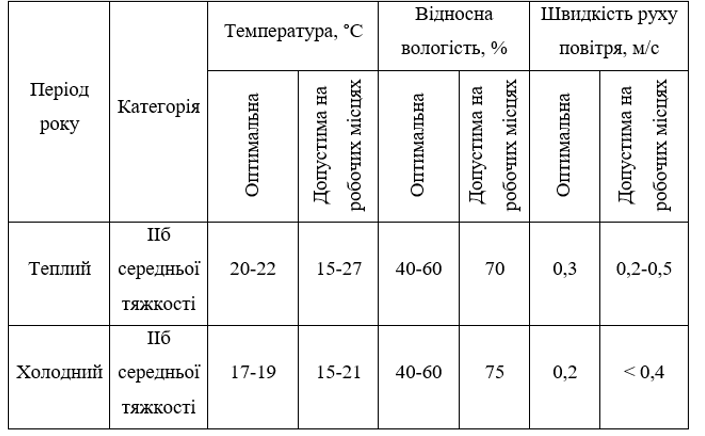 Період
року
Категорія
Температура, °С
Відносна
вологість, %
Швидкість руху
повітря, м/с
Оптимальна
Допустима на
робочих місцях
Оптимальна
Допустима на
робочих місцях
Оптимальна
Допустима на
робочих місцях
Теплий
ІІб
середньої
тяжкості
20-22
15-27
40-60
70
0,3
0,2-0,5
Холодний
ІІб
середньої
тяжкості
17-19
15-21
40-60
75
0,2
< 0,4